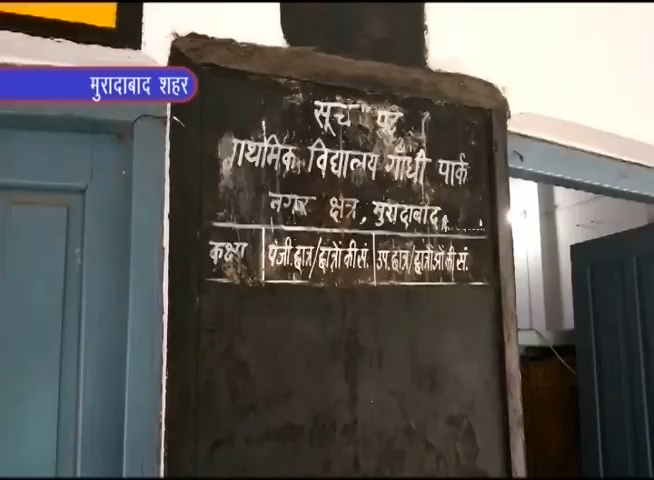 मुरादाबाद शहर
सूचना पट्ट
प्राथमिक विद्यालय गाँधी पार्क
नगर क्षेत्र, मुरादाबाद
कक्षा पंजी. छात्र/छात्रों की सं. उप. छात्र/छात्राओं की सं.